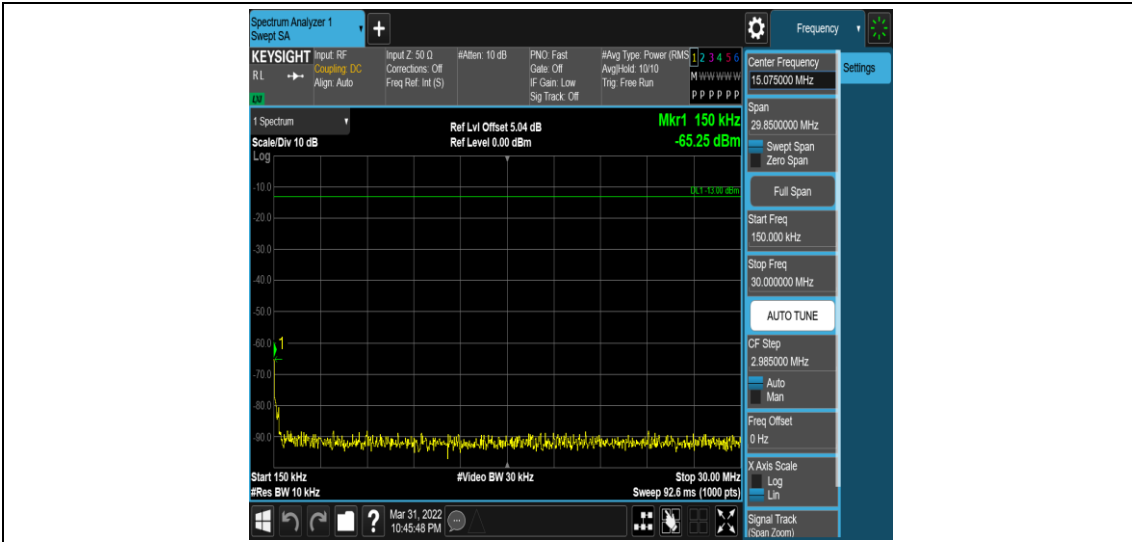 Spectrum Analyzer 1
Swept SA
Frequency
KEYSIGHT
Input: RF
Coupling: DC
Align: Auto
Input Z: 50 Ω
Corrections: Off
Freq Ref: Int (S)
#Atten: 10 dB
PNO: Fast
Gate: Off
IF Gain: Low
Sig Track: Off
#Avg Type: Power (RMS
Avg|Hold: 10/10
Trig: Free Run
1 2 3 4 5 6
M W W W W W
P P P P P P
R L
Center Frequency
15.075000 MHz
Settings
Span
29.8500000 MHz
Swept Span
Zero Span
Full Span
Start Freq
150.000 kHz
Stop Freq
30.000000 MHz
AUTO TUNE
CF Step
2.985000 MHz
Auto
Man
Freq Offset
0 Hz
X Axis Scale
Log
Lin
Signal Track
(Span Zoom)
1 Spectrum
Scale/Div 10 dB
Log
Ref Lvl Offset 5.04 dB
Ref Level 0.00 dBm
Mkr1 150 kHz
-65.25 dBm
DL1 -13.00 dBm
-10.0
-20.0
-30.0
-40.0
-50.0
-60.0
1
-70.0
-80.0
-90.0
Start 150 kHz
#Res BW 10 kHz
#Video BW 30 kHz
Stop 30.00 MHz
Sweep 92.6 ms (1000 pts)
?
Mar 31, 2022
10:45:48 PM